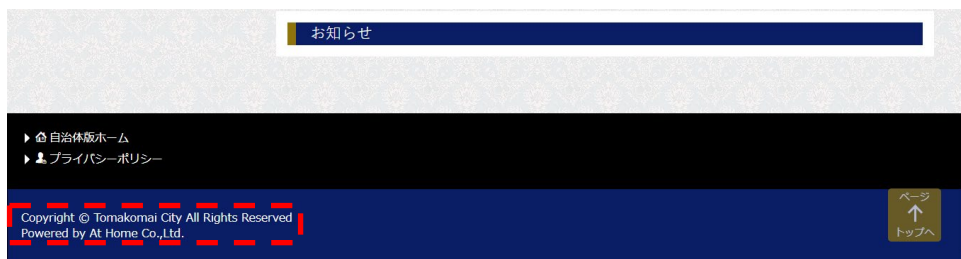 お知らせ
自治体版ホーム
プライバシーポリシー
Copyright © Tomakomai City All Rights Reserved
Powered by At Home Co.,Ltd.
ページ
トップへ